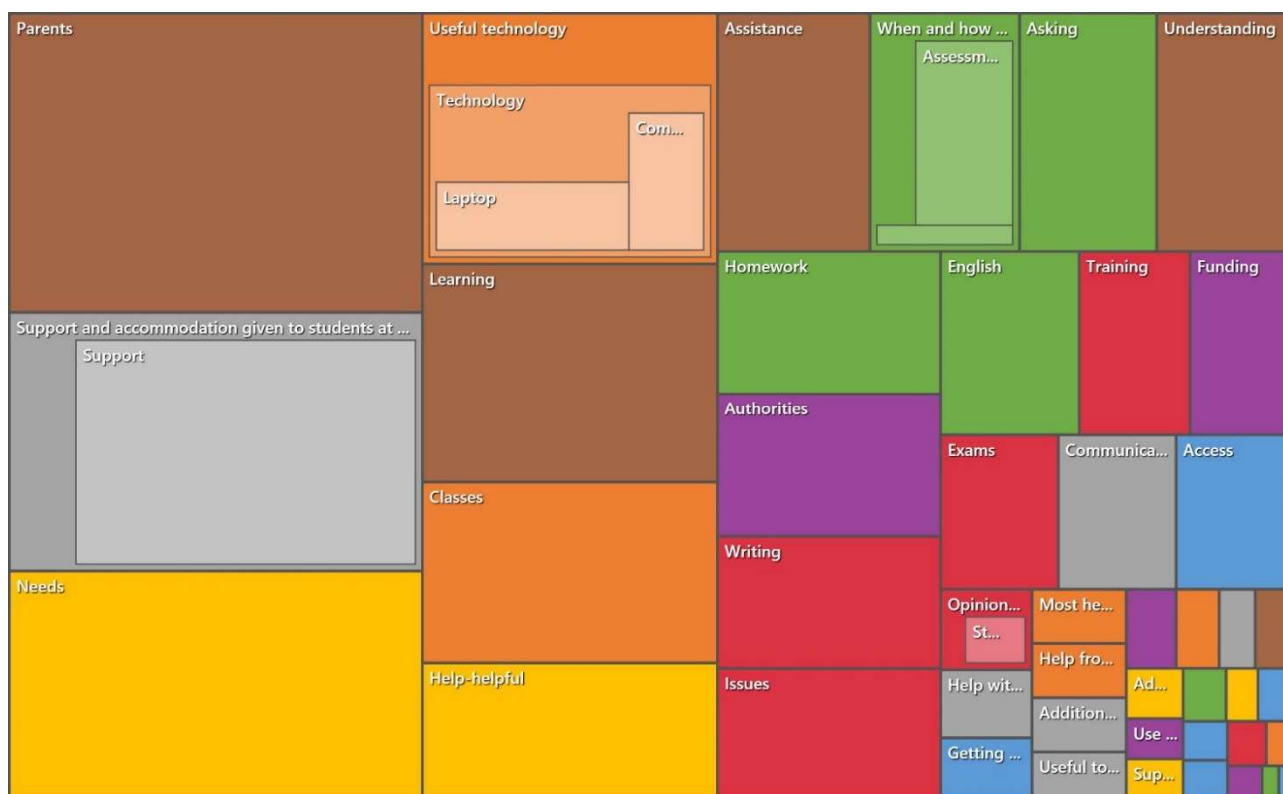 Parents
Support and accommodation given to students at ...
Support
Needs
Useful technology
Technology
Com...
Laptop
Learning
Classes
Help-helpful
Assistance
When and how ...
Assessm...
Asking
Understanding
Homework
English
Training
Funding
Authorities
Exams
Communica...
Access
Writing
Issues
Opinion...
St...
Help wit...
Getting ...
Most he...
Help fro...
Addition...
Useful to...
Ad...
Use ...
Sup...